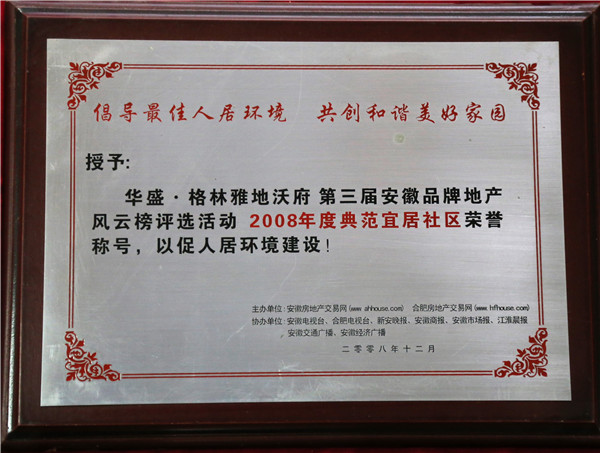 倡导最佳人居环境 共创和谐美好家园
授予:
华盛·格林雅地沃府 第三届安徽品牌地产
风云榜评选活动 2008年度典范宜居社区荣誉
称号，以促人居环境建设!
主办单位:安徽房地产交易网(www.ahhouse.com) 合肥房地产交易网(www.hfhouse.com)
协办单位:安徽电视台、合肥电视台、新安晚报、安徽商报、安徽市场报、江淮晨报
安徽交通广播、安徽经济广播
二零零八年十二月